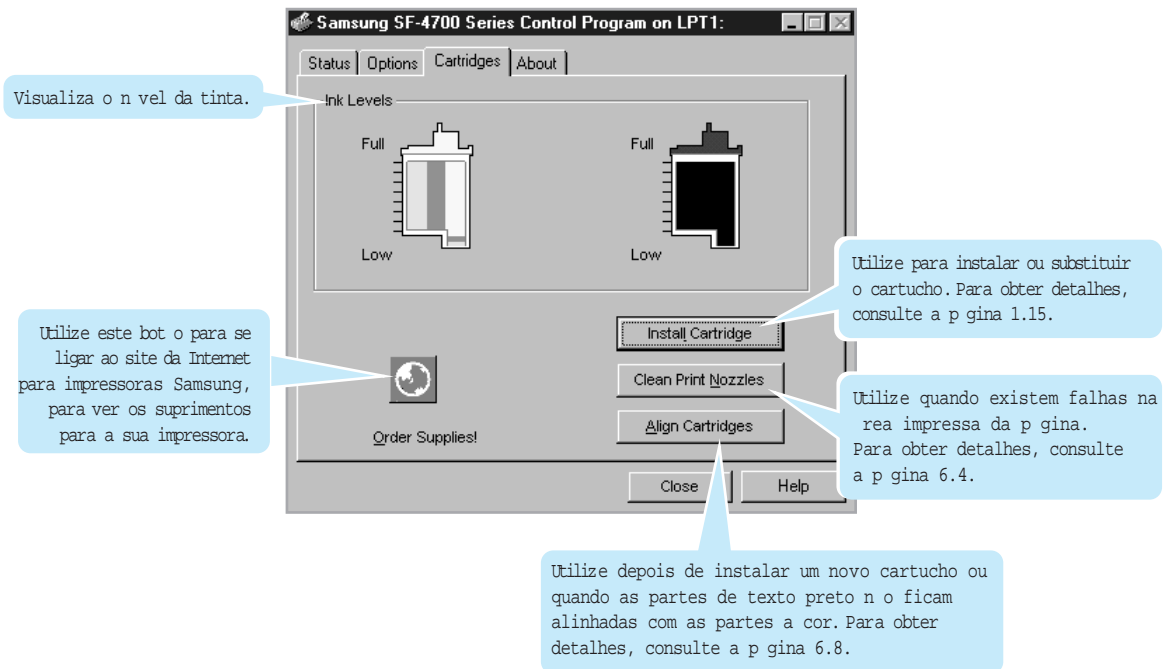 Samsung SF-4700 Series Control Program on LPT1:
Status Options Cartridges About
Visualiza o n vel da tinta.
Ink Levels
Full
Full
Low
Low
Utilize para instalar ou substituir
o cartucho. Para obter detalhes,
consulte a p gina 1.15.
Utilize este bot o para se
ligar ao site da Internet
para impressoras Samsung,
para ver os suprimentos
para a sua impressora.
Install Cartridge
Clean Print Nozzles
Align Cartridges
Order Supplies!
Utilize quando existem falhas na
rea impressa da p gina.
Para obter detalhes, consulte
a p gina 6.4.
Close
Help
Utilize depois de instalar um novo cartucho ou
quando as partes de texto preto n o ficam
alinhadas com as partes a cor. Para obter
detalhes, consulte a p gina 6.8.